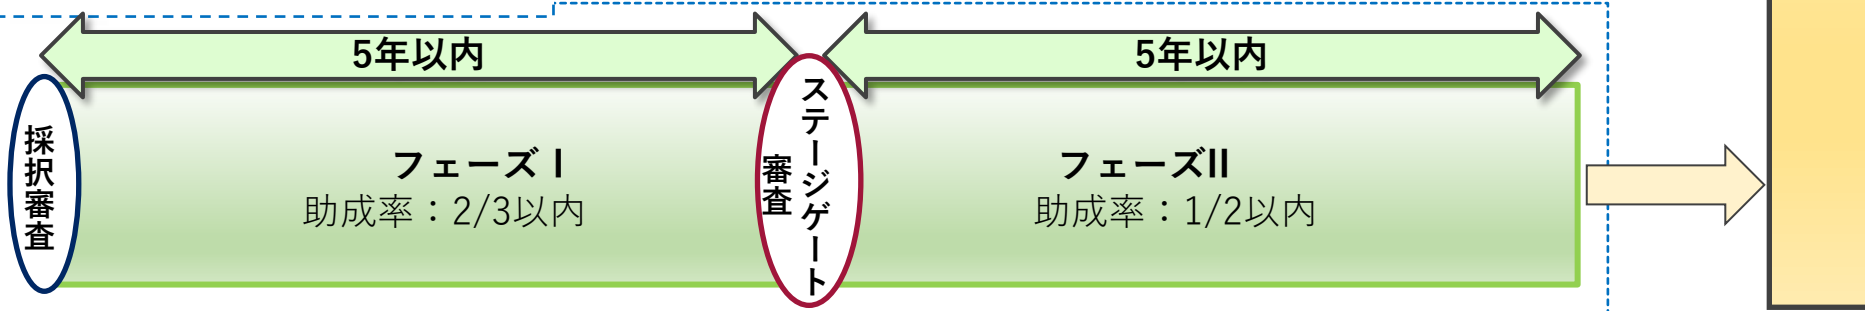 5年以内
5年以内
採択審査
フェーズⅠ
助成率：2/3以内
ステージゲート
審査
フェーズII
助成率：1/2以内